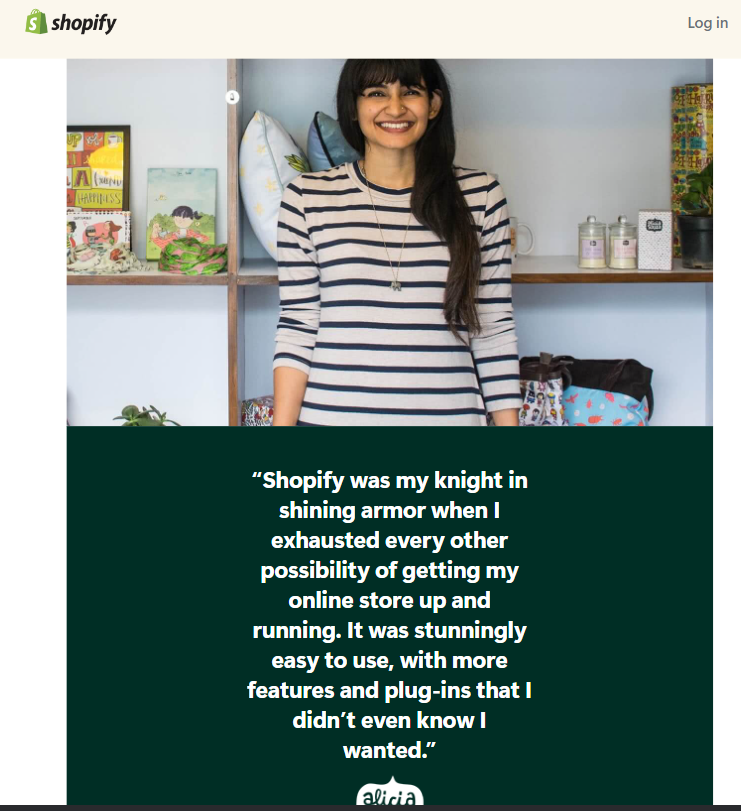 shopify
Log in
HAPPINESS
“Shopify was my knight in
shining armor when I
exhausted every other
possibility of getting my
online store up and
running. It was stunningly
easy to use, with more
features and plug-ins that I
didn’t even know I
wanted.”
alicia